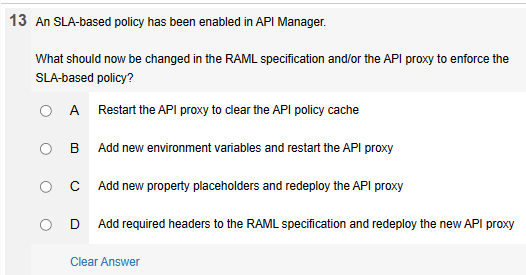 13 An SLA-based policy has been enabled in API Manager.
What should now be changed in the RAML specification and/or the API proxy to enforce the
SLA-based policy?
A Restart the API proxy to clear the API policy cache
B Add new environment variables and restart the API proxy
C Add new property placeholders and redeploy the API proxy
D Add required headers to the RAML specification and redeploy the new API proxy
Clear Answer